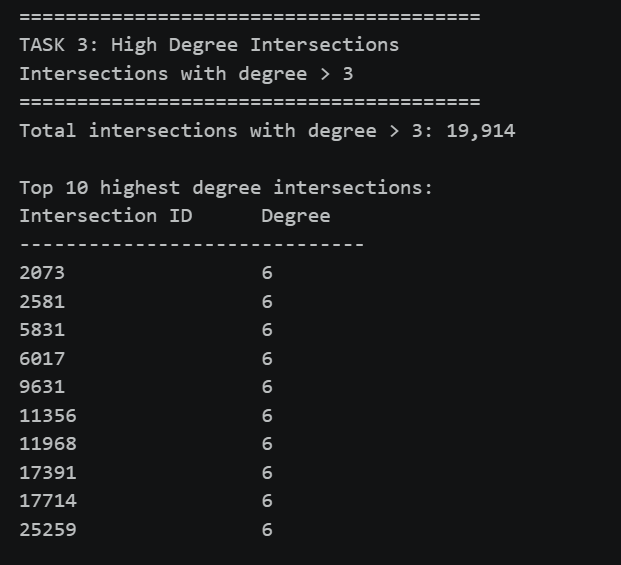 ========================================
TASK 3: High Degree Intersections
Intersections with degree > 3
========================================
Total intersections with degree > 3: 19,914
Top 10 highest degree intersections:
Intersection ID      Degree
------------------------------
2073                 6
2581                 6
5831                 6
6017                 6
9631                 6
11356                6
11968                6
17391                6
17714                6
25259                6